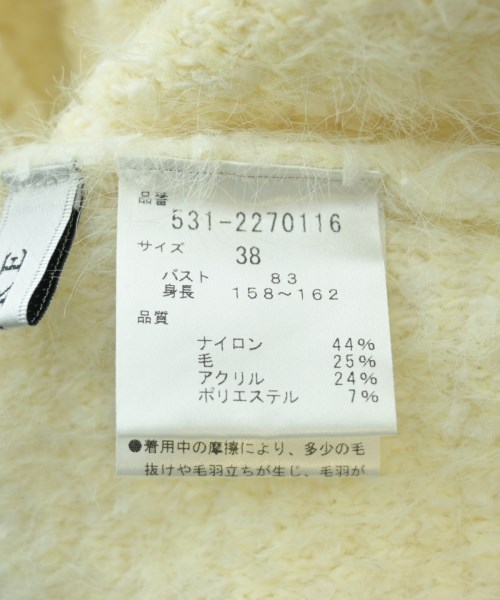 品番
531-2270116
サイズ 38
バスト 83
身長 158～162
品質
ナイロン 44%
毛 25%
アクリル 24%
ポリエステル 7%
●着用中の摩擦により、多少の毛
抜けや毛羽立ちが生じ、毛羽が